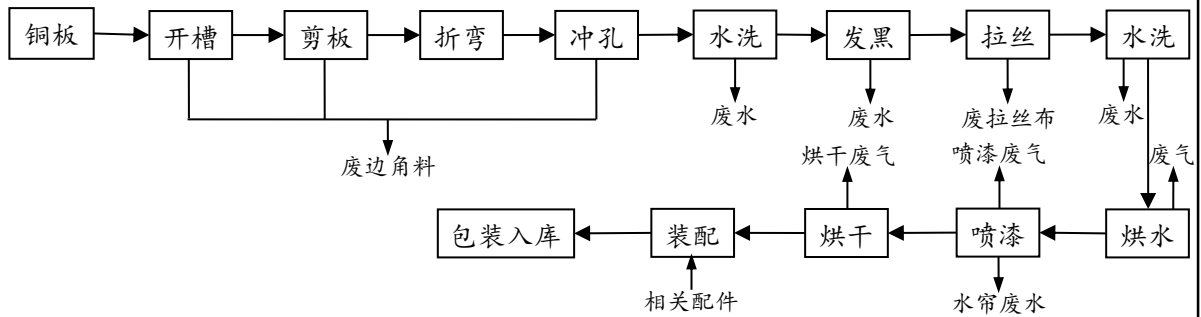 铜板
开槽
剪板
折弯
冲孔
水洗
发黑
拉丝
水洗
废水
废水
废拉丝布
废水
废边角料
烘干废气
喷漆废气
废气
包装入库
装配
烘干
喷漆
烘水
相关配件
水帘废水